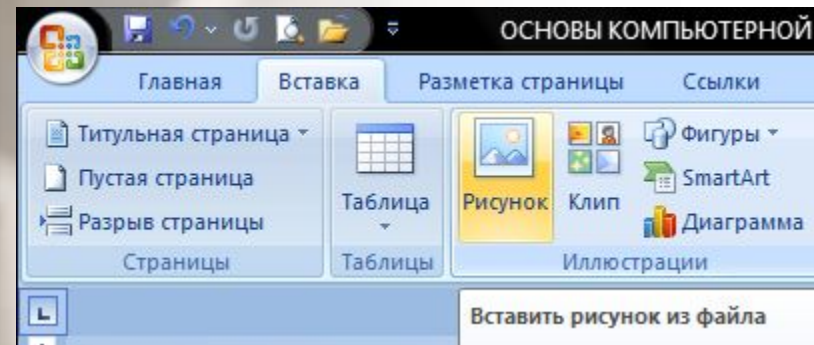 ОСНОВЫ КОМПЬЮТЕРНОЙ
Главная Вставка Разметка страницы Ссылки
Титульная страница
Пустая страница
Разрыв страницы
Страницы
Таблица
Таблицы
Рисунок
Клип
Фигуры
SmartArt
Диаграмма
Иллюстрации
Вставить рисунок из файла